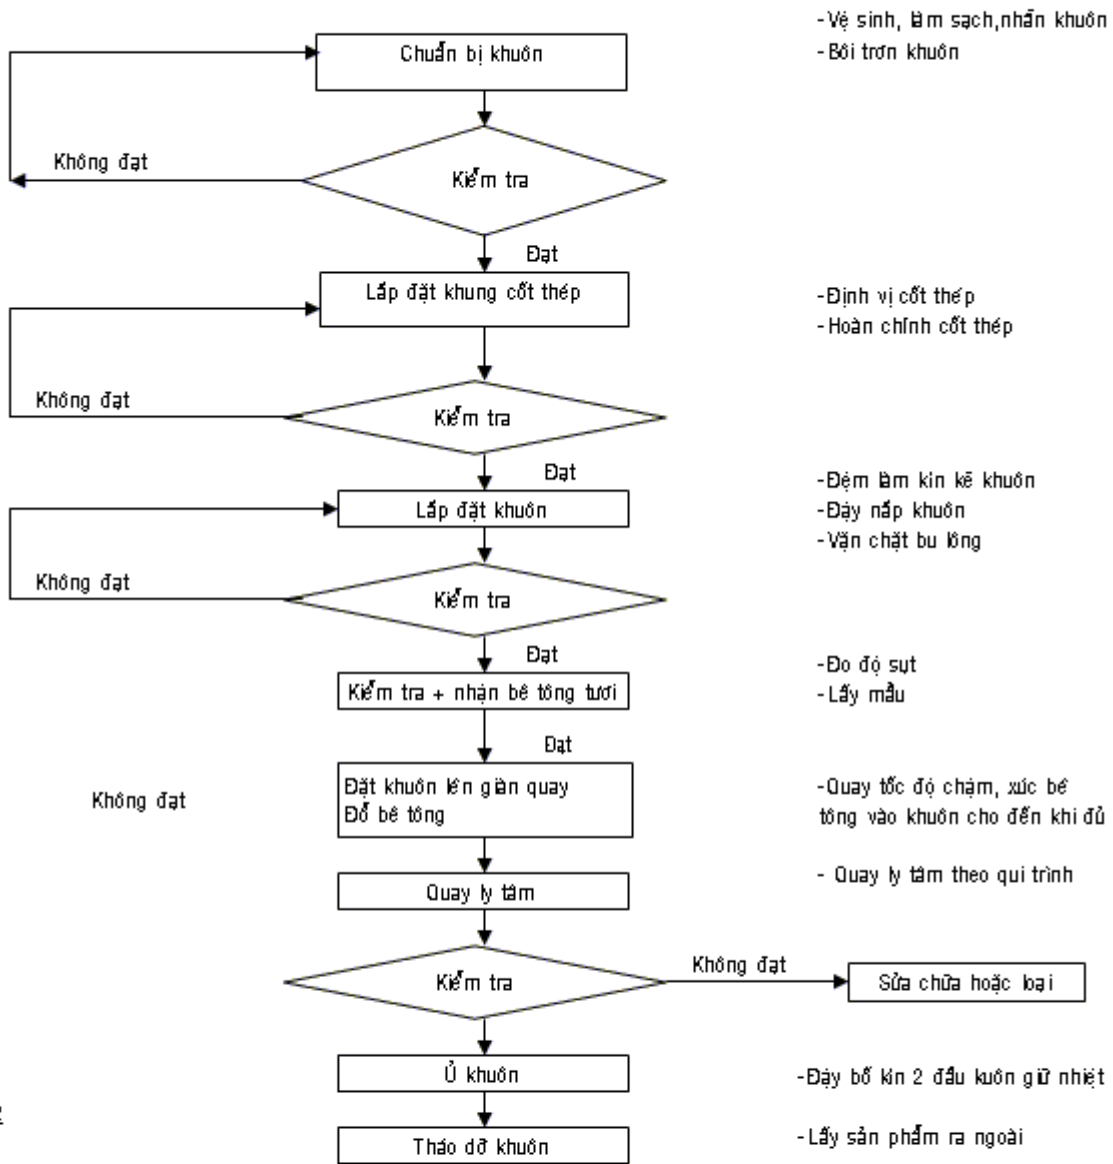 -Vệ sinh, làm sạch,nhẵn khuôn
Chuẩn bị khuôn
-Bôi trơn khuôn
Không đạt
Kiểm tra
Đạt
Lắp đặt khung cốt thép
-Định vị cốt thép
-Hoàn chỉnh cốt thép
Không đạt
Kiểm tra
Đạt
-Đệm làm kín kẽ khuôn
Lắp đặt khuôn
-Đậy nắp khuôn
-Vặn chặt bu lông
Không đạt
Kiểm tra
Đạt
-Đo độ sụt
Kiểm tra + nhận bê tông tươi
-Lấy mẫu
Đạt
Đặt khuôn lên giàn quay
Không đạt
-Quay tốc độ chậm, xúc bê
Đổ bê tông
tông vào khuôn cho đến khi đủ
- Quay ly tâm theo qui trình
Quay ly tâm
Không đạt
Kiểm tra
Sửa chữa hoặc loại
Ủ khuôn
-Đậy bố kín 2 đầu kuôn giữ nhiệt
Tháo dỡ khuôn
-Lấy sản phẩm ra ngoài